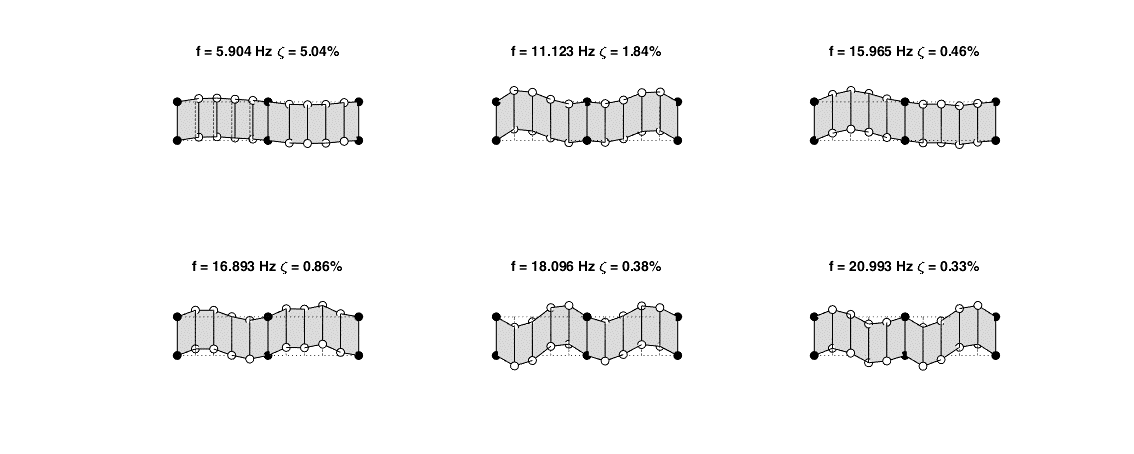 f = 5.904 Hz ζ = 5.04%
f = 11.123 Hz ζ = 1.84%
f = 15.965 Hz ζ = 0.46%
f = 16.893 Hz ζ = 0.86%
f = 18.096 Hz ζ = 0.38%
f = 20.993 Hz ζ = 0.33%